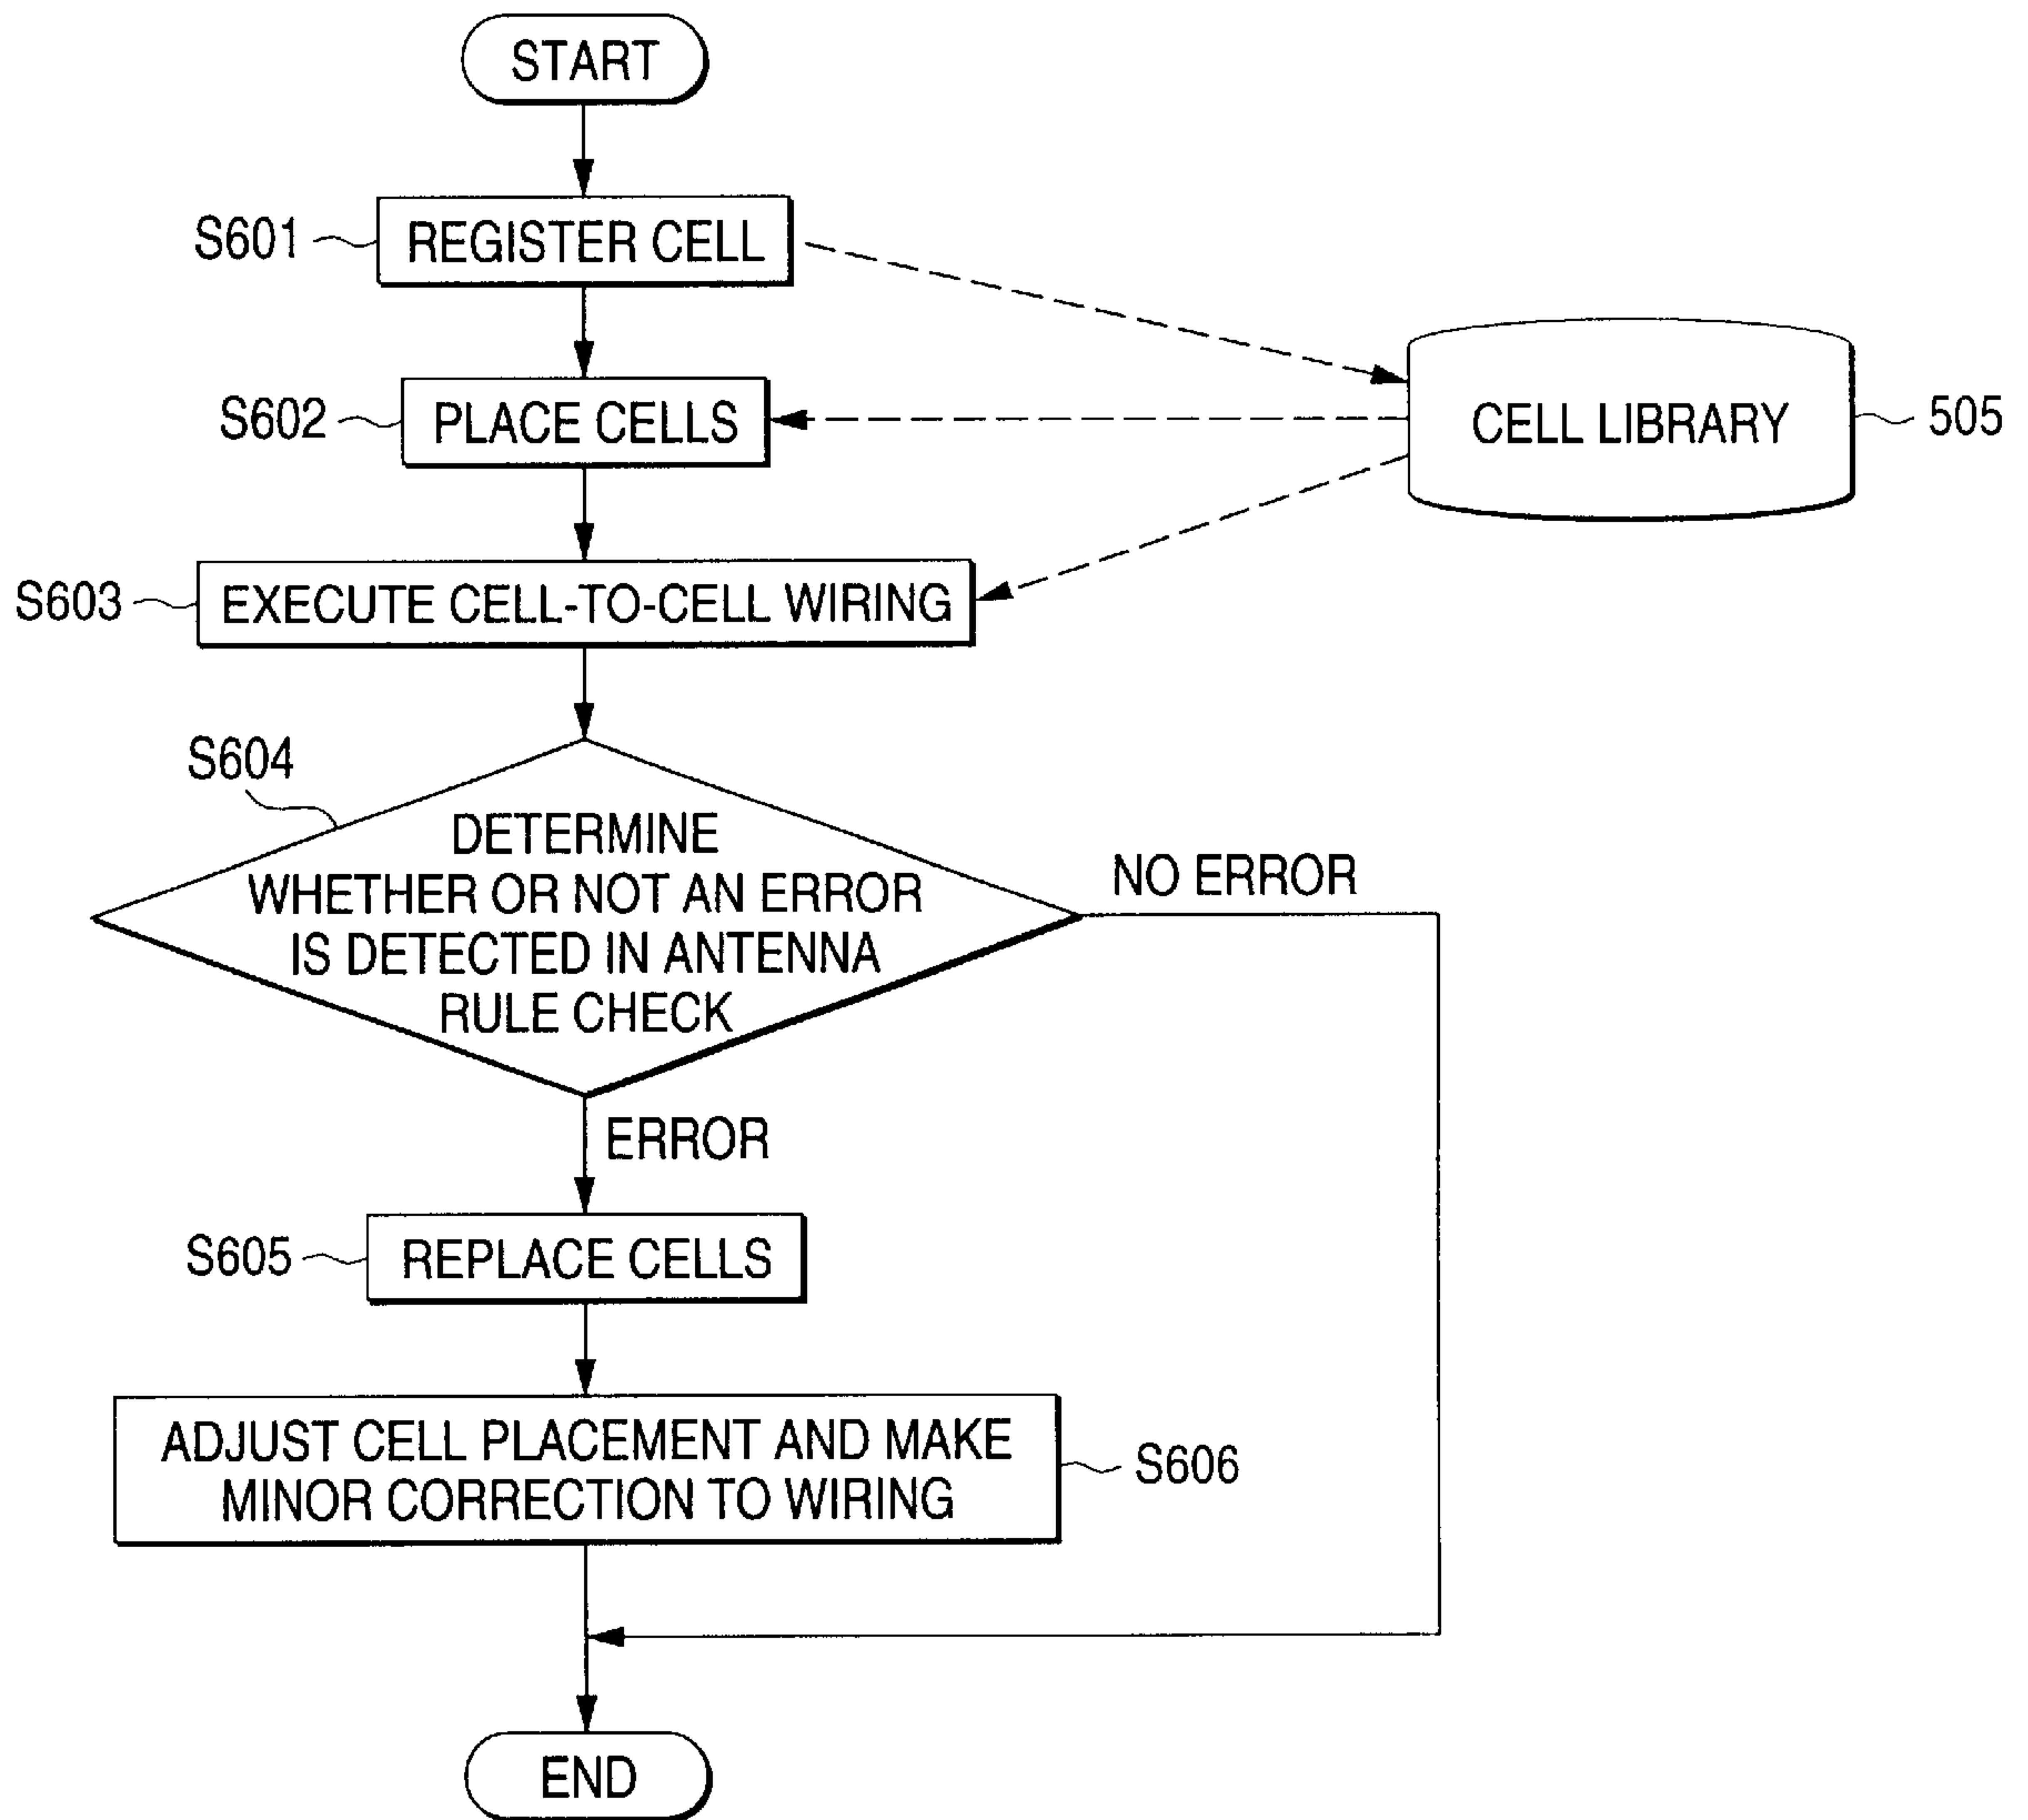 START
S601
REGISTER CELL
S602
PLACE CELLS
CELL LIBRARY
505
S603
EXECUTE CELL-TO-CELL WIRING
S604
DETERMINE
WHETHER OR NOT AN ERROR
IS DETECTED IN ANTENNA
RULE CHECK
NO ERROR
ERROR
S605
REPLACE CELLS
ADJUST CELL PLACEMENT AND MAKE
MINOR CORRECTION TO WIRING
S606
END